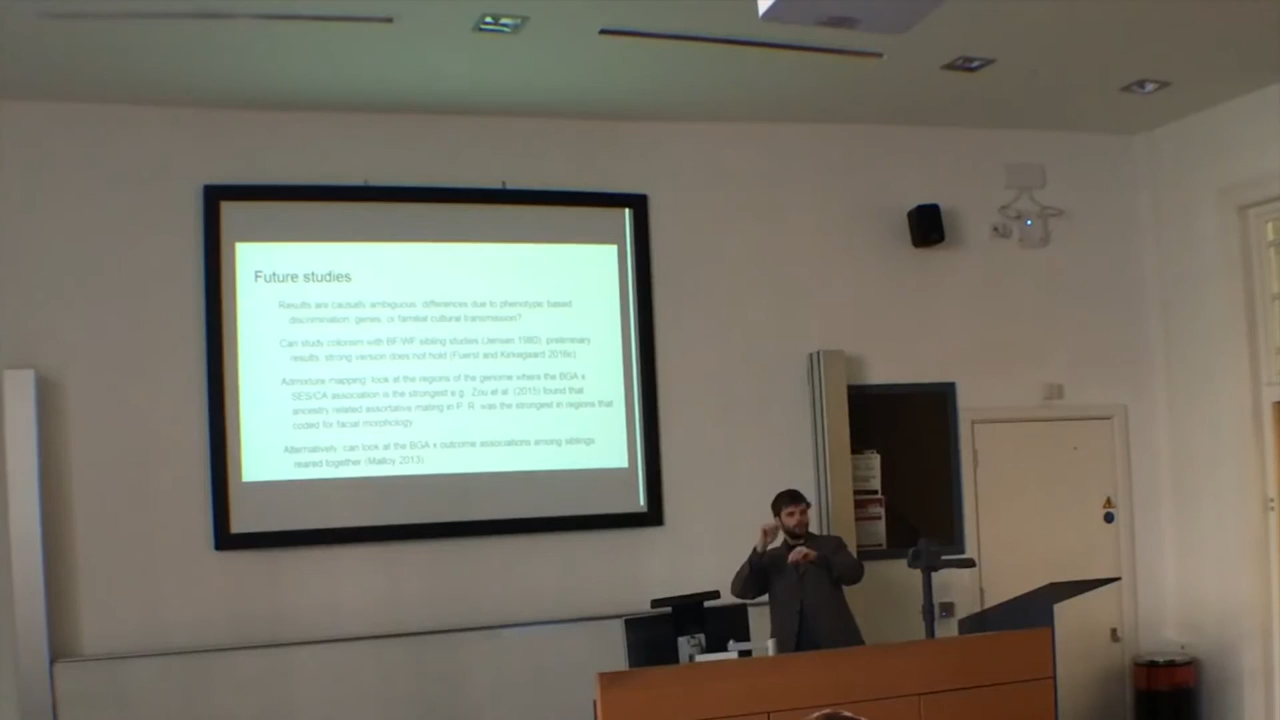 Future studies
Results are causally ambiguous: differences due to phenotypic based
discrimination, genes, or familial cultural transmission?
Can study colorism with BF/WF sibling studies (Jensen 1980), preliminary
results: strong version does not hold (Fuerst and Kirkegaard 2016c)
Admixture mapping: look at the regions of the genome where the BGA x
SES/CA association is the strongest e.g. Zou et al. (2015) found that
ancestry related assortative mating in P. R. was the strongest in regions that
coded for facial morphology
Alternatively, can look at the BGA x outcome associations among siblings
reared together (Malloy 2013)